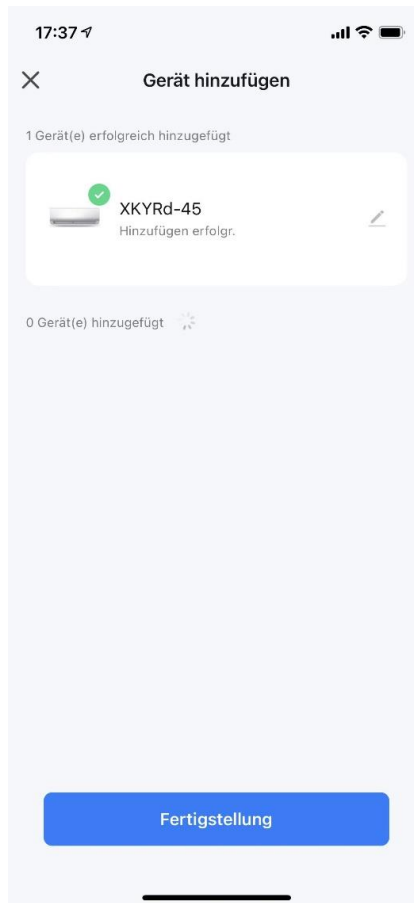 17:37
Gerät hinzufügen
1 Gerät(e) erfolgreich hinzugefügt
XKYRd-45
Hinzufügen erfolgr.
0 Gerät(e) hinzugefügt
Fertigstellung